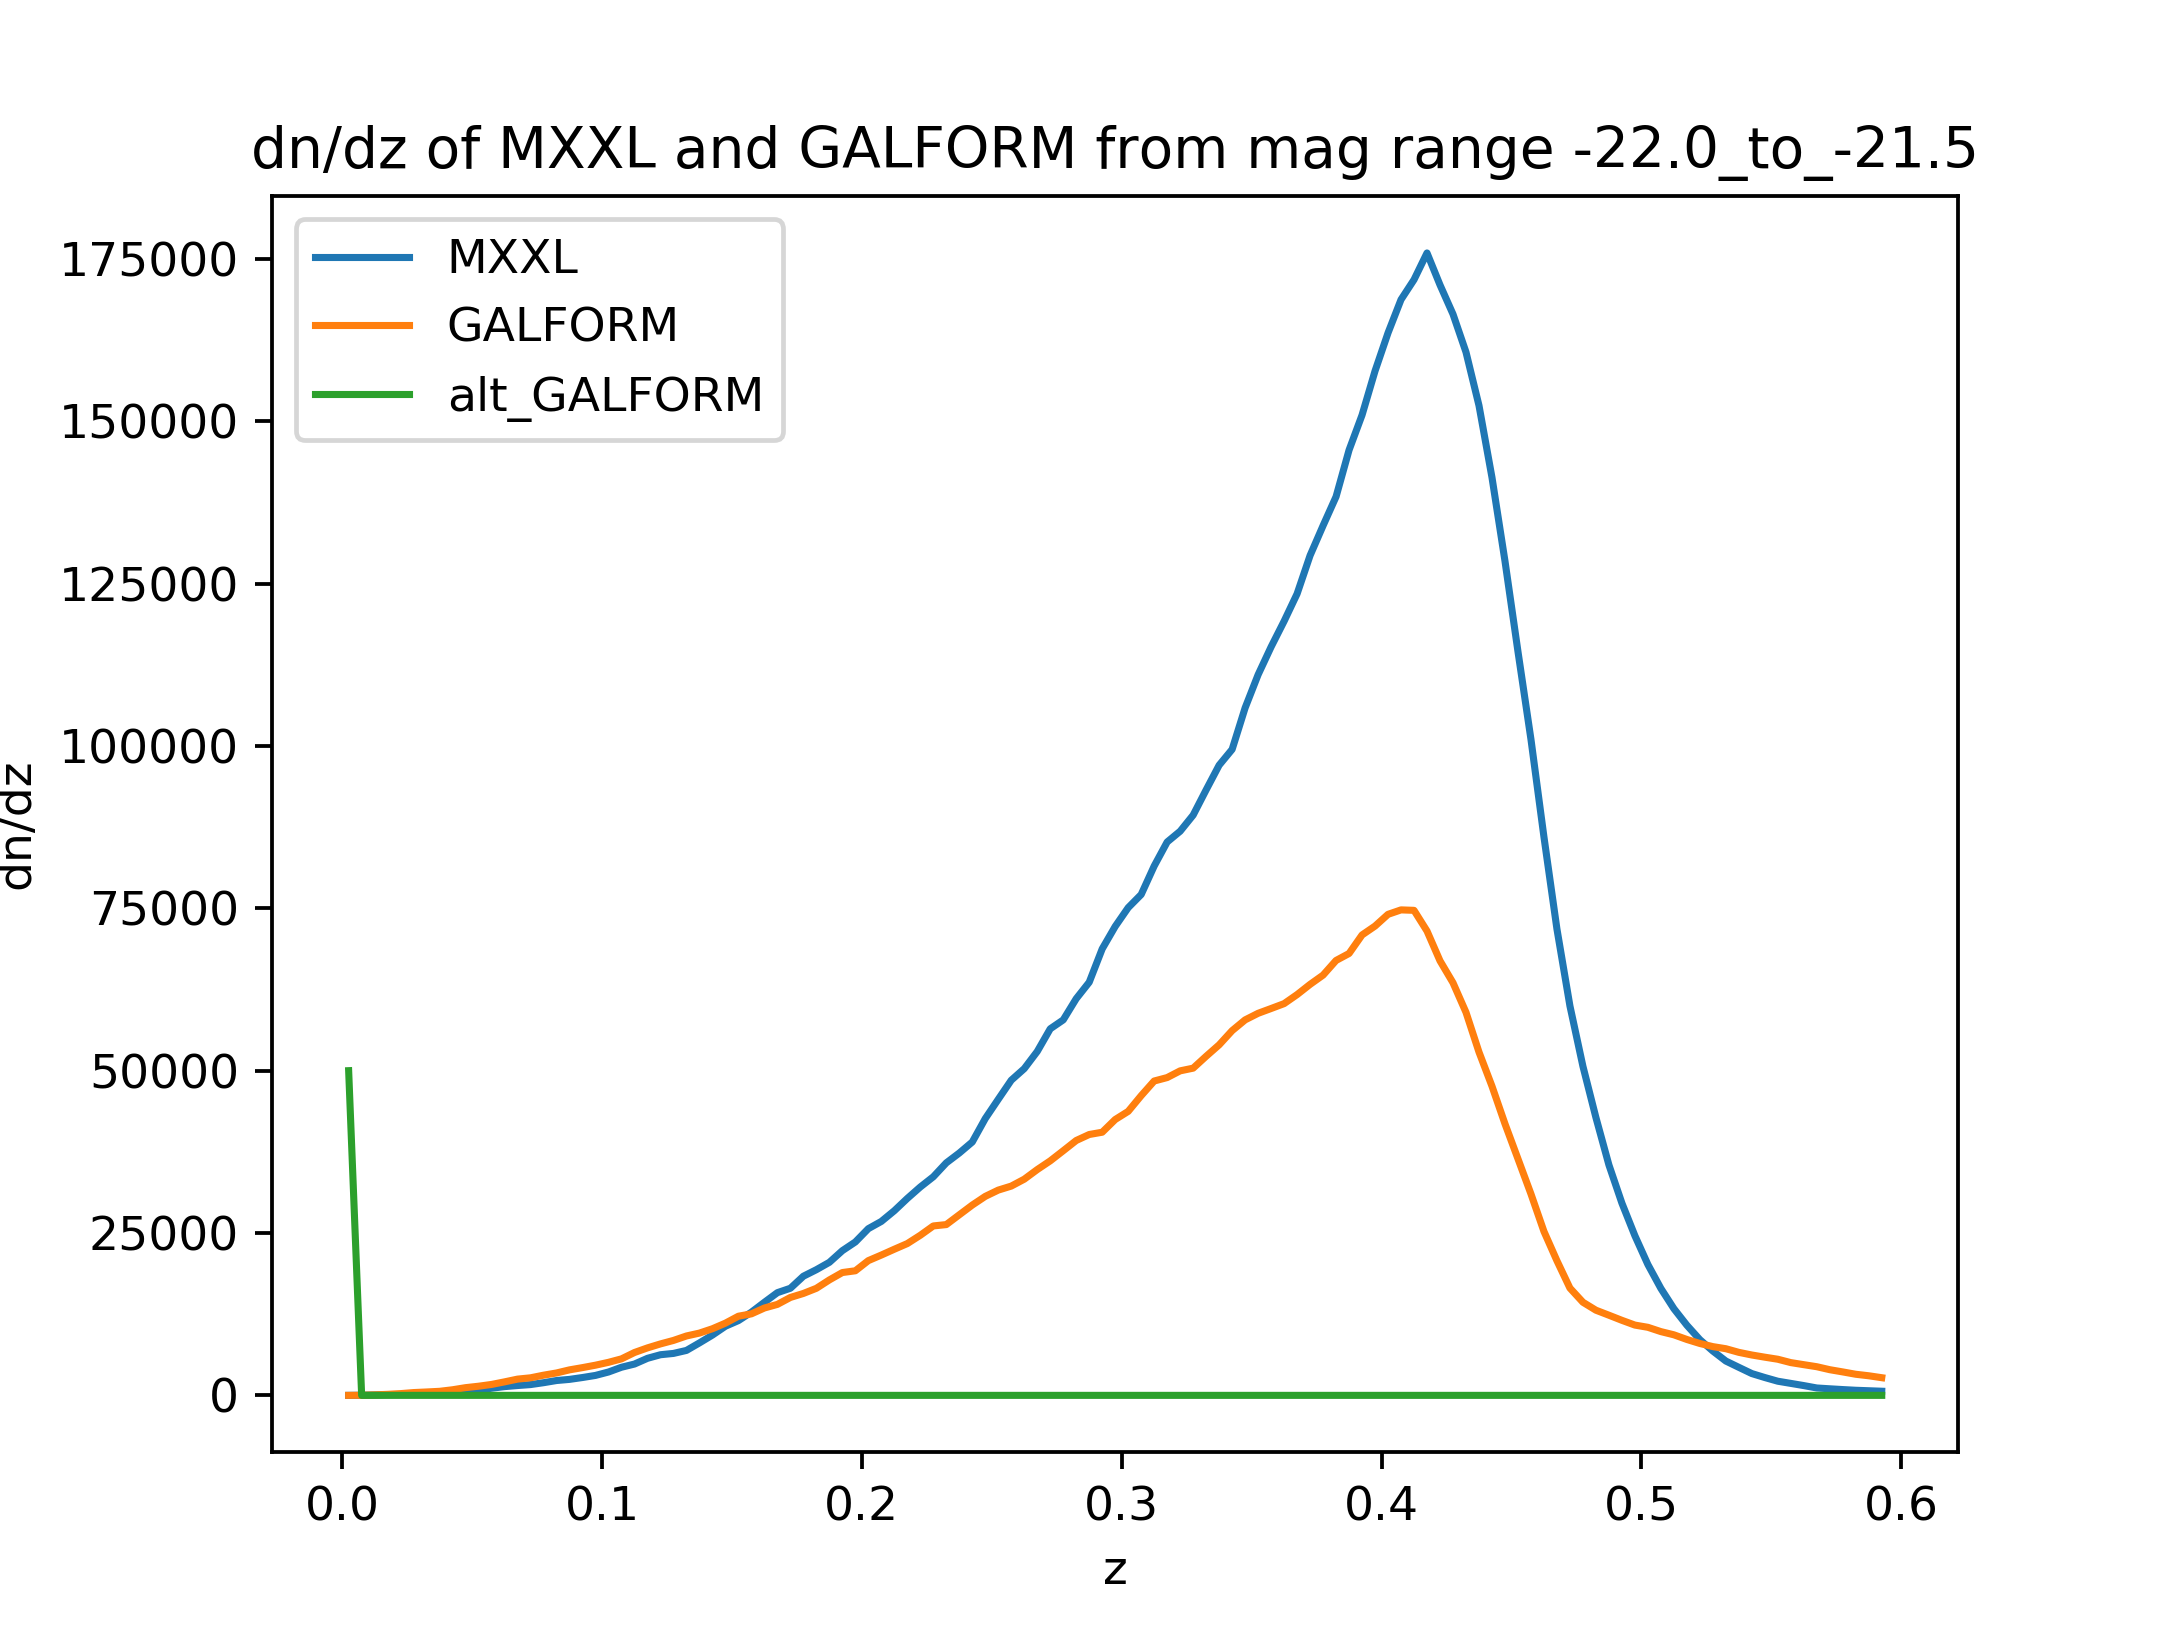 dn/dz of MXXL and GALFORM from mag range -22.0_to_-21.5
MXXL
GALFORM
alt_GALFORM
175000
150000
125000
100000
75000
50000
25000
0
dn/dz
0.0 0.1 0.2 0.3 0.4 0.5 0.6
z